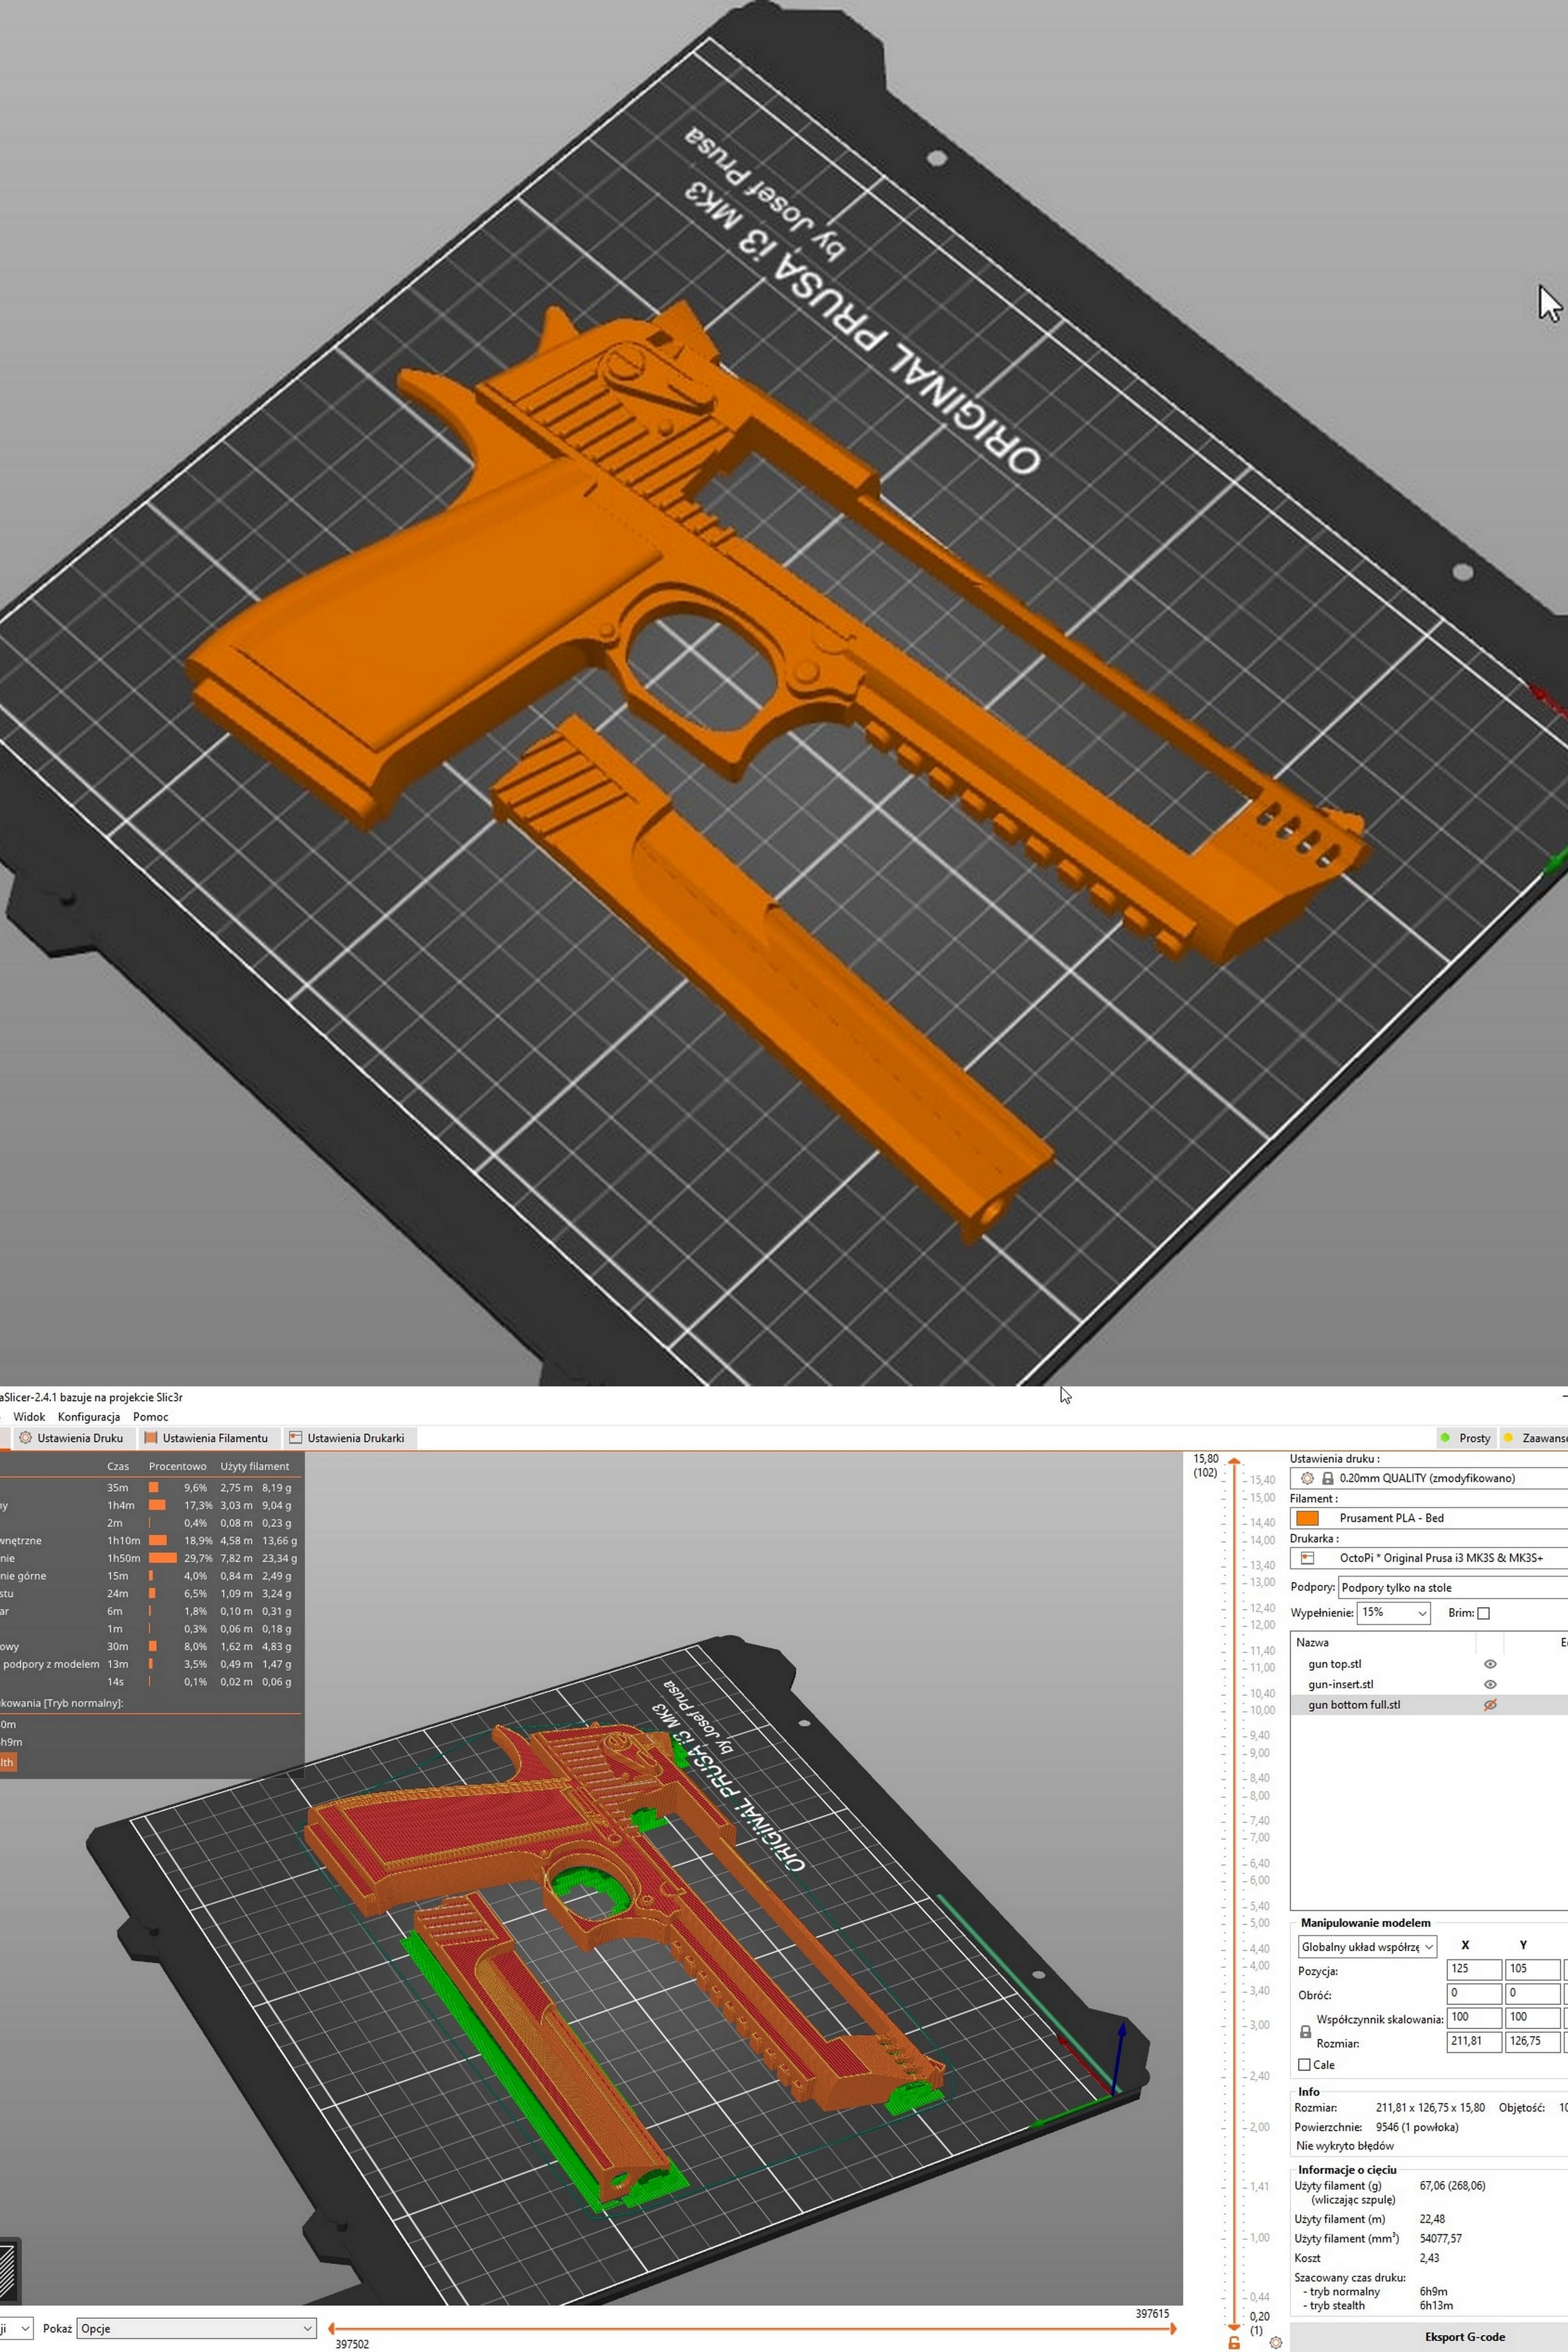 ORIGINAL PRUSA i3 MK3
by Josef Prusa
aSlicer-2.4.1 bazuje na projekcie Slic3r
Widok Konfiguracja Pomoc
Ustawienia Druku Ustawienia Filamentu Ustawienia Drukarki Prosty Zaawans
Czas Procentowo Użyty filament
35m 9,6% 2,75 m 8,19 g
ny 1h4m 17,3% 3,03 m 9,04 g
2m 0,4% 0,08 m 0,23 g
wnętrzne 1h10m 18,9% 4,58 m 13,66 g
nie 1h50m 29,7% 7,82 m 23,34 g
nie górne 15m 4,0% 0,84 m 2,49 g
stu 24m 6,5% 1,09 m 3,24 g
ar 6m 1,8% 0,10 m 0,31 g
1m 0,3% 0,06 m 0,18 g
owy 30m 8,0% 1,62 m 4,83 g
podpory z modelem 13m 3,5% 0,49 m 1,47 g
14s 0,1% 0,02 m 0,06 g
kowania [Tryb normalny]:
0m
h9m
lth
ORIGINAL PRUSA i3 MK3
by Josef Prusa
15,80
(102)
15,40
15,00
14,40
14,00
13,40
13,00
12,40
12,00
11,40
11,00
10,40
10,00
9,40
9,00
8,40
8,00
7,40
7,00
6,40
6,00
5,40
5,00
4,40
4,00
3,40
3,00
2,40
2,00
1,41
1,00
0,44
0,20
(1)
Ustawienia druku :
0.20mm QUALITY (zmodyfikowano)
Filament :
Prusament PLA - Bed
Drukarka :
OctoPi * Original Prusa i3 MK3S & MK3S+
Podpory: Podpory tylko na stole
Wypełnienie: 15% Brim:
Nazwa E
gun top.stl
gun-insert.stl
gun bottom full.stl
Manipulowanie modelem
Globalny układ współrzę X Y
Pozycja: 125 105
Obróć: 0 0
Współczynnik skalowania: 100 100
Rozmiar: 211,81 126,75
Cale
Info
Rozmiar: 211,81 x 126,75 x 15,80 Objętość: 10
Powierzchnie: 9546 (1 powłoka)
Nie wykryto błędów
Informacje o cięciu
Użyty filament (g) 67,06 (268,06)
(wliczając szpulę)
Użyty filament (m) 22,48
Użyty filament (mm³) 54077,57
Koszt 2,43
Szacowany czas druku:
- tryb normalny 6h9m
- tryb stealth 6h13m
Eksport G-code
ji Pokaż Opcje
397615
397502